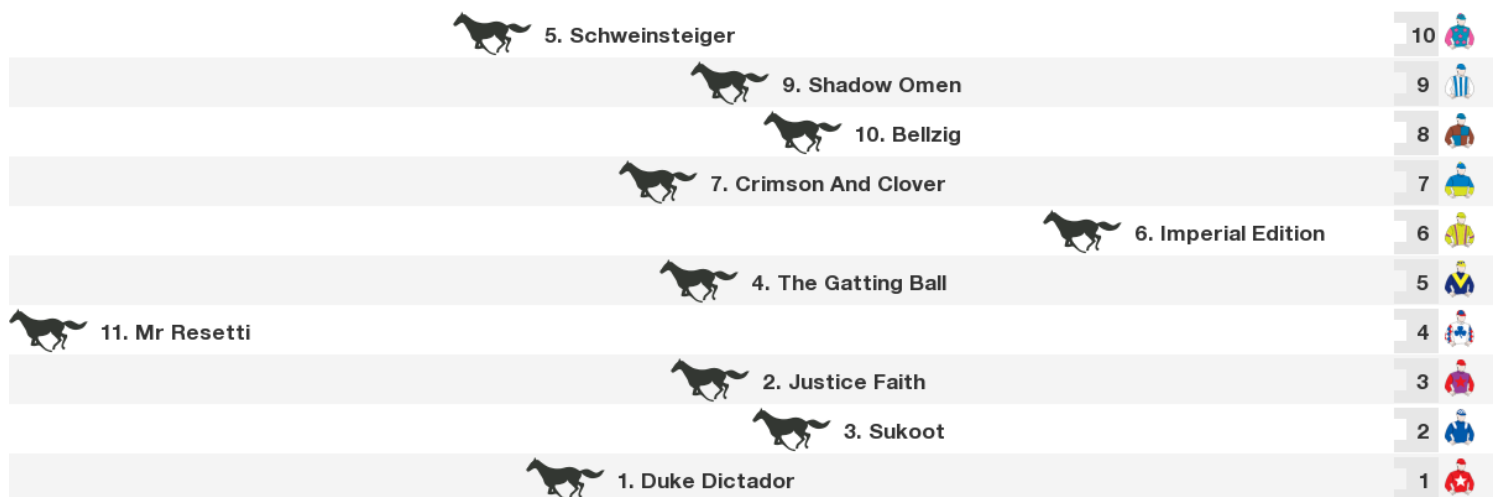 5. Schweinsteiger 10
9. Shadow Omen 9
10. Bellzig 8
7. Crimson And Clover 7
6. Imperial Edition 6
4. The Gatting Ball 5
11. Mr Resetti 4
2. Justice Faith 3
3. Sukoot 2
1. Duke Dictador 1